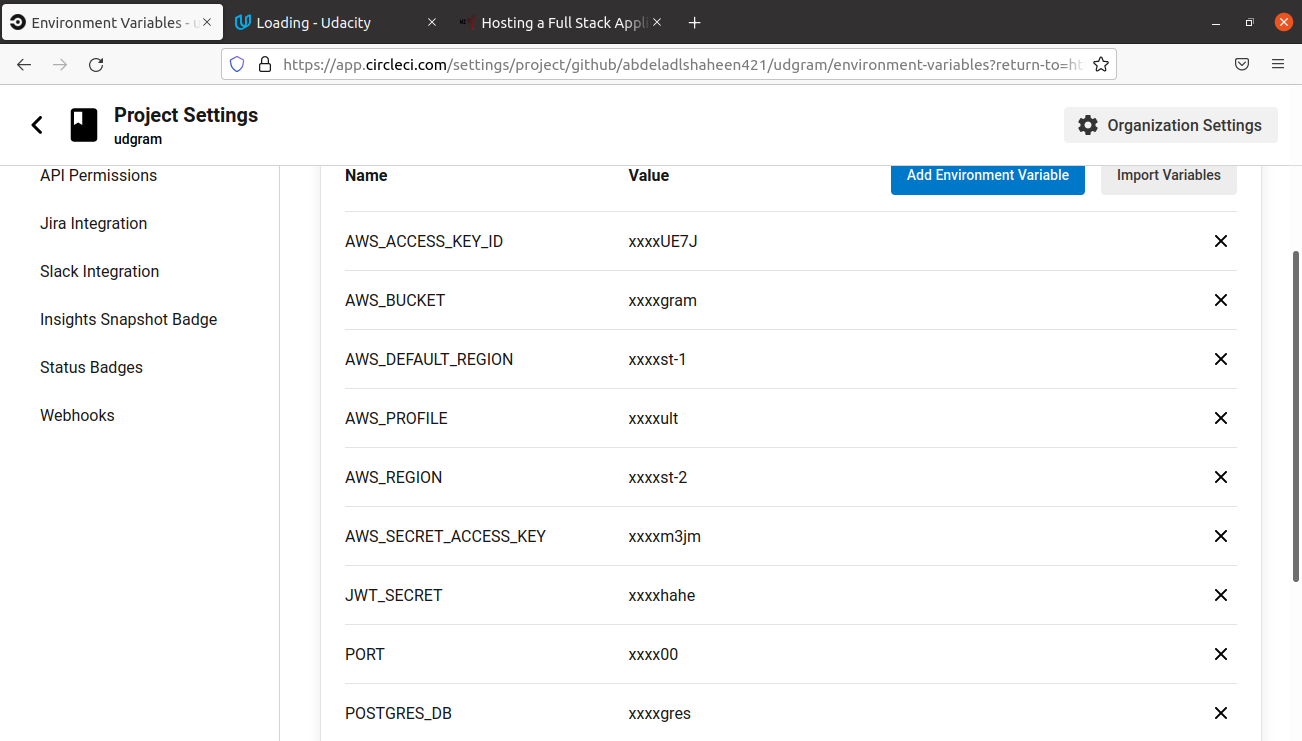 Environment Variables - u
Loading - Udacity
Hosting a Full Stack Appli
https://app.circleci.com/settings/project/github/abdeladlshaheen421/udgram/environment-variables?return-to=ht
Project Settings
udgram
Organization Settings
API Permissions
Jira Integration
Slack Integration
Insights Snapshot Badge
Status Badges
Webhooks
Name Value Add Environment Variable Import Variables
AWS_ACCESS_KEY_ID xxxxUE7J
AWS_BUCKET xxxxgram
AWS_DEFAULT_REGION xxxxst-1
AWS_PROFILE xxxxult
AWS_REGION xxxxst-2
AWS_SECRET_ACCESS_KEY xxxxm3jm
JWT_SECRET xxxxhahe
PORT xxxx00
POSTGRES_DB xxxxgres